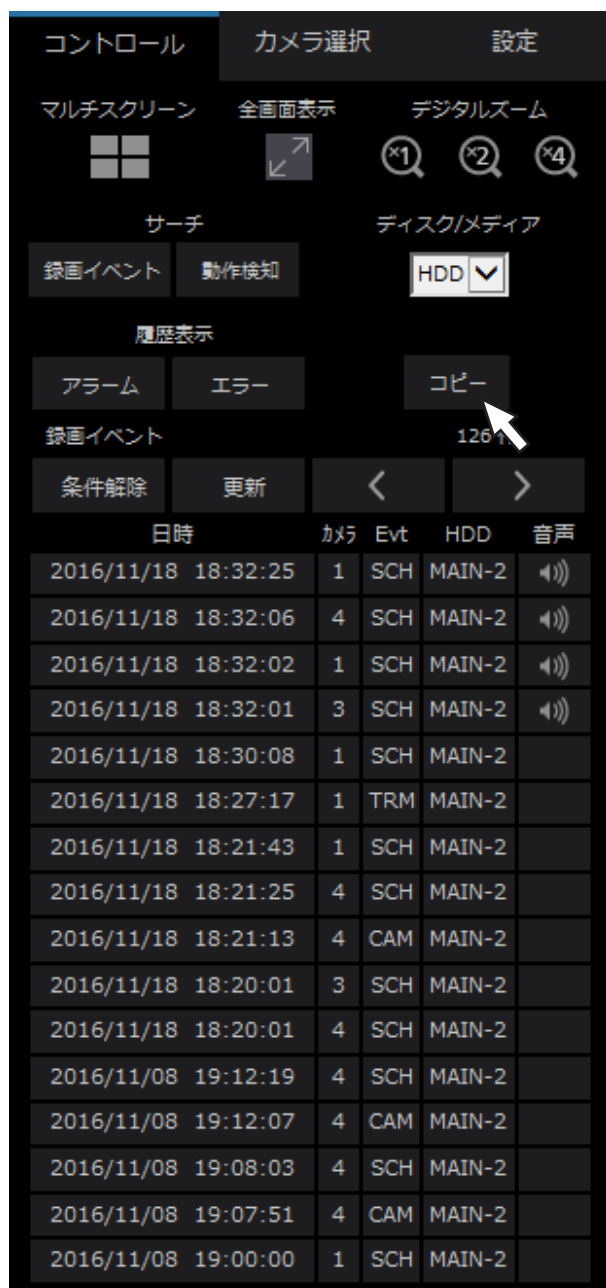 コントロール カメラ選択 設定
マルチスクリーン 全画面表示 デジタルズーム
×1 ×2 ×4
サーチ ディスク/メディア
録画イベント 動作検知 HDD
履歴表示
アラーム エラー コピー
録画イベント 126
条件解除 更新 < >
日時 ｶﾒﾗ Evt HDD 音声
2016/11/18 18:32:25 1 SCH MAIN-2
2016/11/18 18:32:06 4 SCH MAIN-2
2016/11/18 18:32:02 1 SCH MAIN-2
2016/11/18 18:32:01 3 SCH MAIN-2
2016/11/18 18:30:08 1 SCH MAIN-2
2016/11/18 18:27:17 1 TRM MAIN-2
2016/11/18 18:21:43 1 SCH MAIN-2
2016/11/18 18:21:25 4 SCH MAIN-2
2016/11/18 18:21:13 4 CAM MAIN-2
2016/11/18 18:20:01 3 SCH MAIN-2
2016/11/18 18:20:01 4 SCH MAIN-2
2016/11/08 19:12:19 4 SCH MAIN-2
2016/11/08 19:12:07 4 CAM MAIN-2
2016/11/08 19:08:03 4 SCH MAIN-2
2016/11/08 19:07:51 4 CAM MAIN-2
2016/11/08 19:00:00 1 SCH MAIN-2